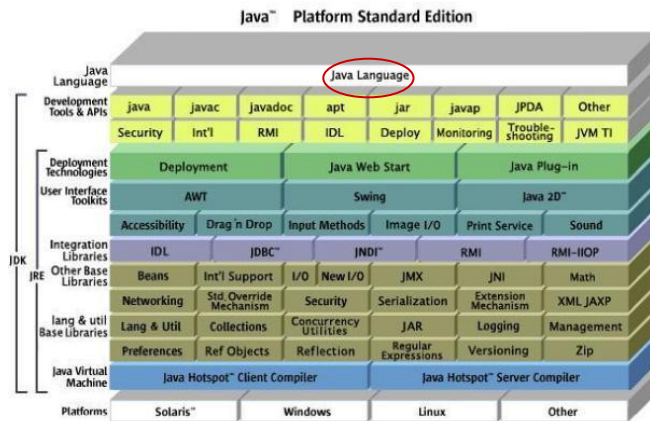 Java™ Platform Standard Edition
Java Language
Java Language
Development Tools & APIs
java javac javadoc apt jar javap JPDA Other
Security Int'l RMI IDL Deploy Monitoring Trouble-shooting JVM TI
Deployment Technologies
Deployment Java Web Start Java Plug-in
User Interface Toolkits
AWT Swing Java 2D™
Accessibility Drag'n Drop Input Methods Image I/O Print Service Sound
Integration Libraries
IDL JDBC™ JNDI™ RMI RMI-IIOP
JDK
JRE
Other Base Libraries
Beans Int'l Support I/O New I/O JMX JNI Math
Networking Std. Override Mechanism Security Serialization Extension Mechanism XML JAXP
lang & util Base Libraries
Lang & Util Collections Concurrency Utilities JAR Logging Management
Preferences Ref Objects Reflection Regular Expressions Versioning Zip
Java Virtual Machine
Java Hotspot™ Client Compiler Java Hotspot™ Server Compiler
Platforms
Solaris™ Windows Linux Other